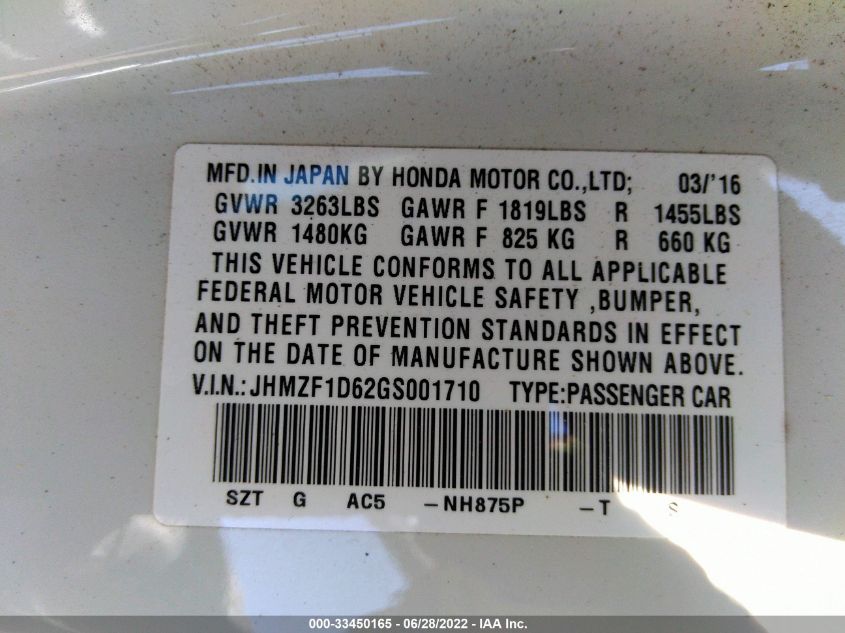 MFD.IN JAPAN BY HONDA MOTOR CO.,LTD; 03/'16
GVWR 3263LBS GAWR F 1819LBS R 1455LBS
GVWR 1480KG GAWR F 825 KG R 660 KG
THIS VEHICLE CONFORMS TO ALL APPLICABLE
FEDERAL MOTOR VEHICLE SAFETY ,BUMPER,
AND THEFT PREVENTION STANDARDS IN EFFECT
ON THE DATE OF MANUFACTURE SHOWN ABOVE.
V.I.N.: JHMZF1D62GS001710 TYPE:PASSENGER CAR
SZT G AC5 -NH875P -T S
000-33450165 - 06/28/2022 - IAA Inc.